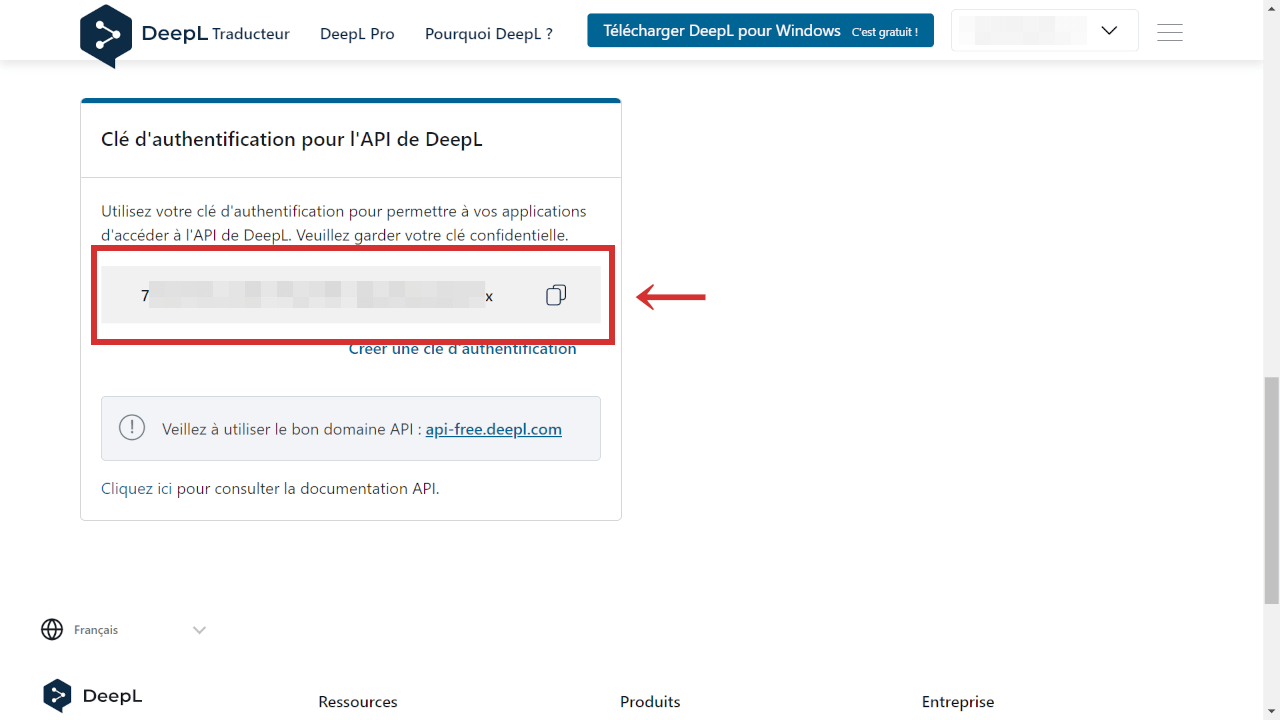 DeepL Traducteur DeepL Pro Pourquoi DeepL ? Télécharger DeepL pour Windows C'est gratuit !
Clé d'authentification pour l'API de DeepL
Utilisez votre clé d'authentification pour permettre à vos applications
d'accéder à l'API de DeepL. Veuillez garder votre clé confidentielle.
7 x
Créer une clé d'authentification
Veillez à utiliser le bon domaine API : api-free.deepl.com
Cliquez ici pour consulter la documentation API.
Français
DeepL Ressources Produits Entreprise